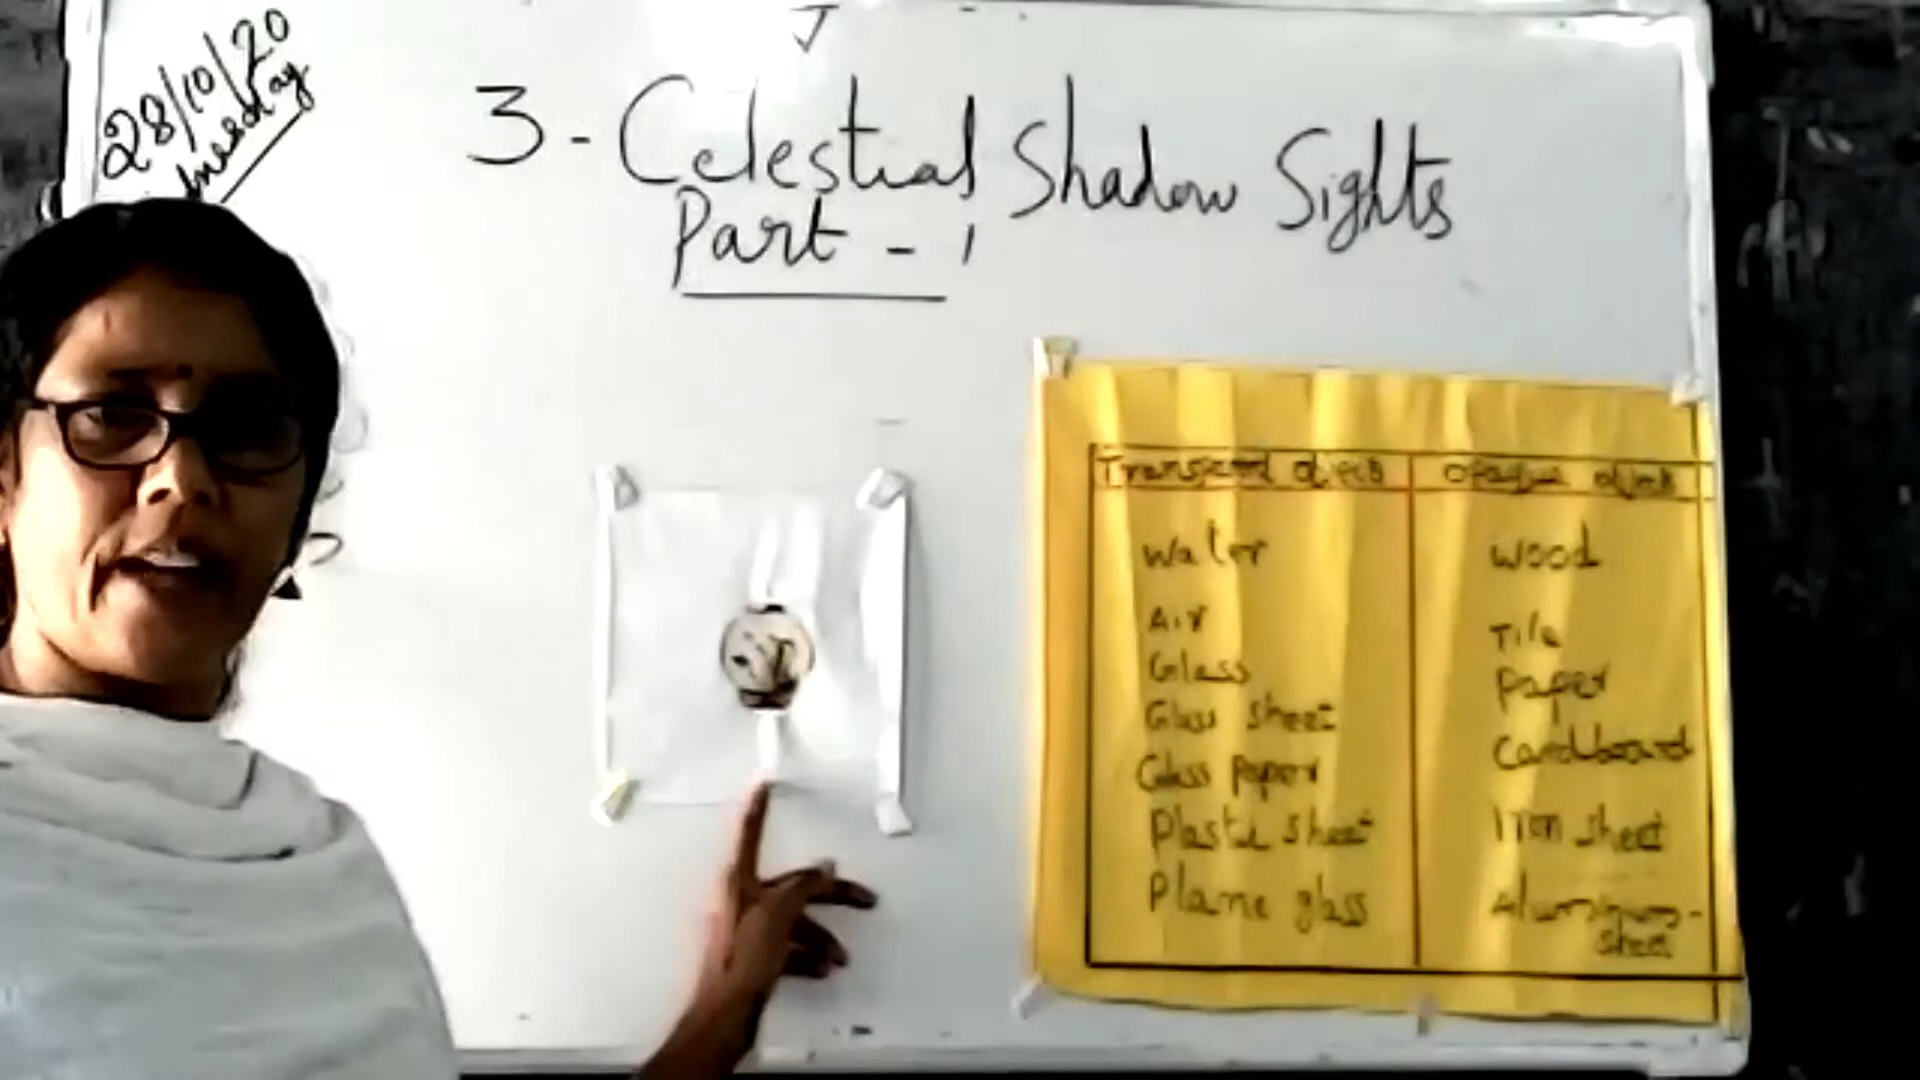 28/10/20
3 - Celestial Shadow Sights
Part - 1
Transparent objects
Opaque objects
Water
Air
Glass
Glass sheet
Glass paper
Plastic sheet
Plane glass
Wood
Tile
Paper
Cardboard
Iron sheet
Aluminium-
sheet